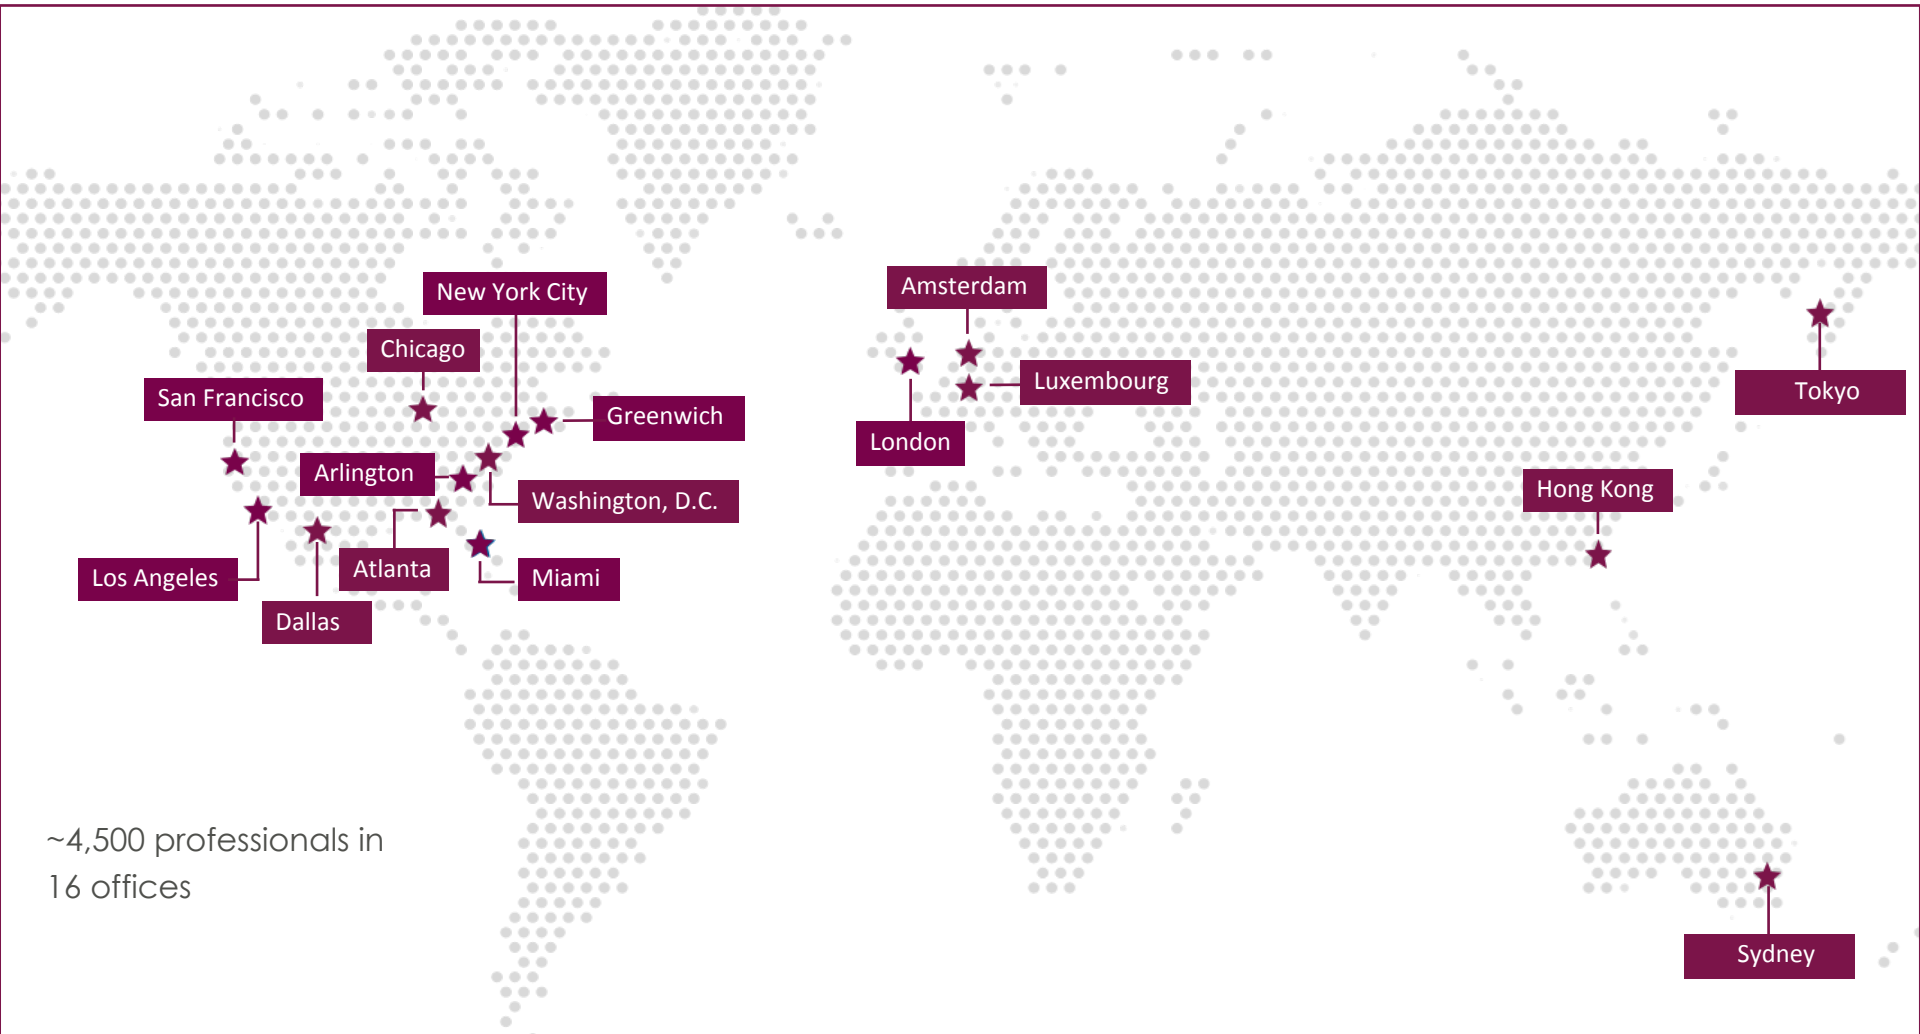 New York City
Amsterdam
Chicago
Luxembourg
San Francisco
Tokyo
Greenwich
London
Arlington
Hong Kong
Washington, D.C.
Los Angeles
Atlanta
Miami
Dallas
~4,500 professionals in
16 offices
Sydney